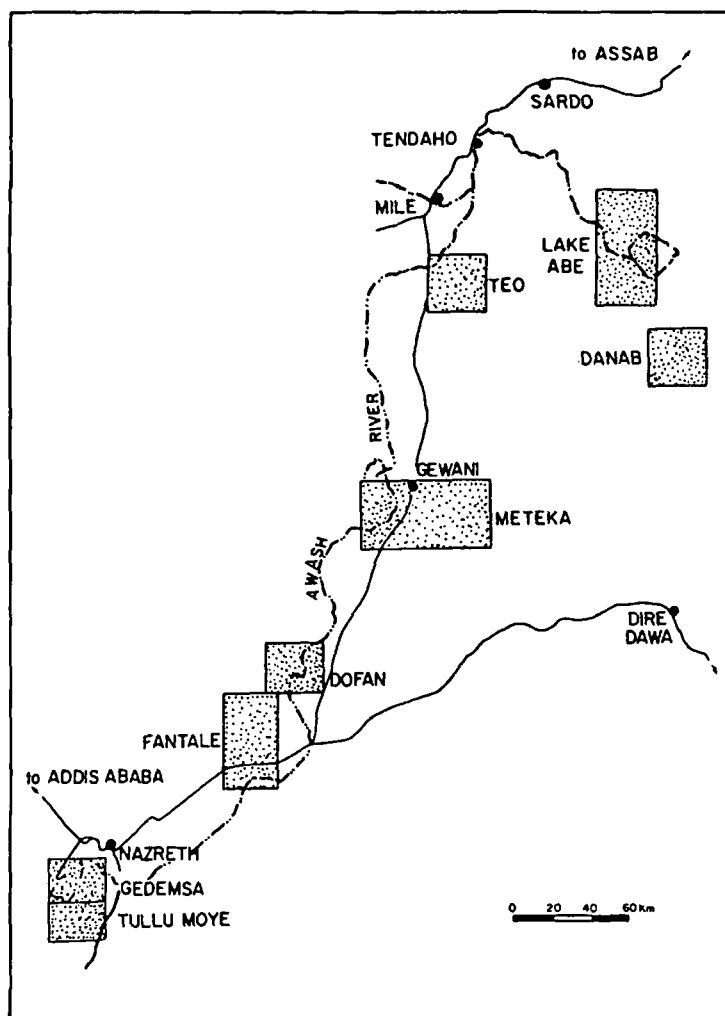 to ASSAB
SARDO
TENDAHO
MILE
LAKE
ABE
TEO
DANAB
RIVER
GEWANI
METEKA
AWASH
DIRE
DAWA
DOFAN
FANTALE
to ADDIS ABABA
NAZRETH
GEDEMSA
TULLU MOYE
0 20 40 60 Km